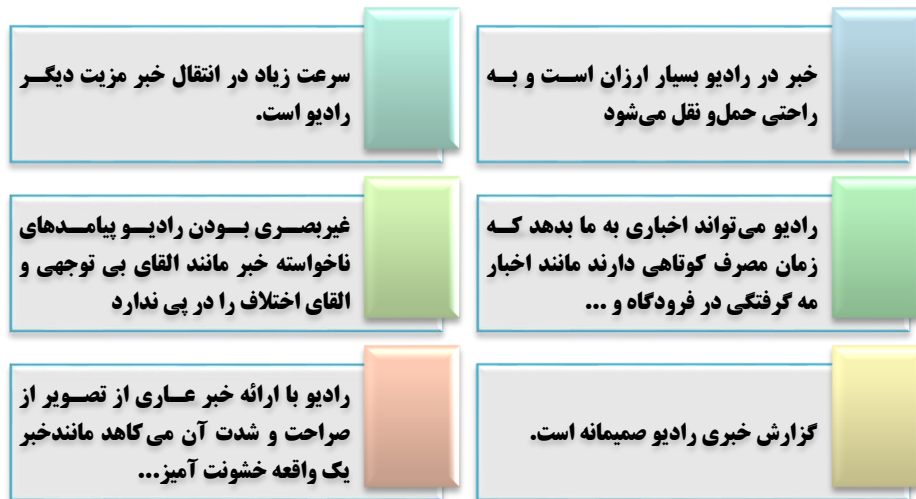 خبر در رادیو بسیار ارزان است و به
راحتی حمل‌و نقل می‌شود
سرعت زیاد در انتقال خبر مزیت دیگر
رادیو است.
رادیو می‌تواند اخباری به ما بدهد که
زمان مصرف کوتاهی دارند مانند اخبار
مه گرفتگی در فرودگاه و ...
غیربصری بودن رادیو پیامدهای
ناخواسته خبر مانند القای بی توجهی و
القای اختلاف را در پی ندارد
گزارش خبری رادیو صمیمانه است.
رادیو با ارائه خبر عاری از تصویر از
صراحت و شدت آن می‌کاهد مانندخبر
یک واقعه خشونت آمیز...